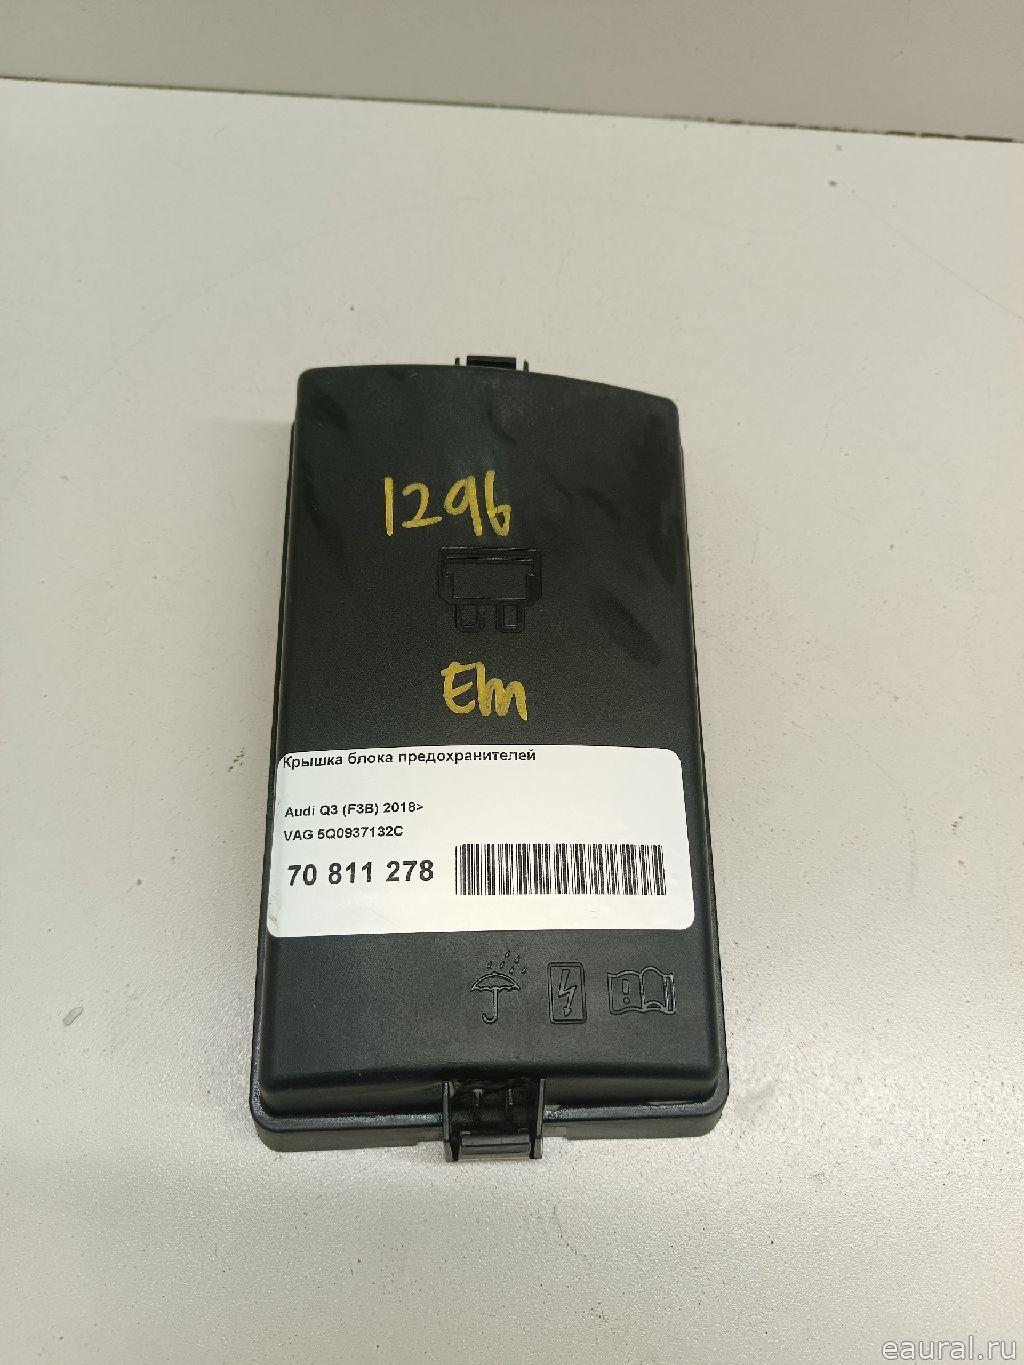 1296
Em
Крышка блока предохранителей
Audi Q3 (F3B) 2018>
VAG 5Q0937132C
70 811 278
eaural.ru